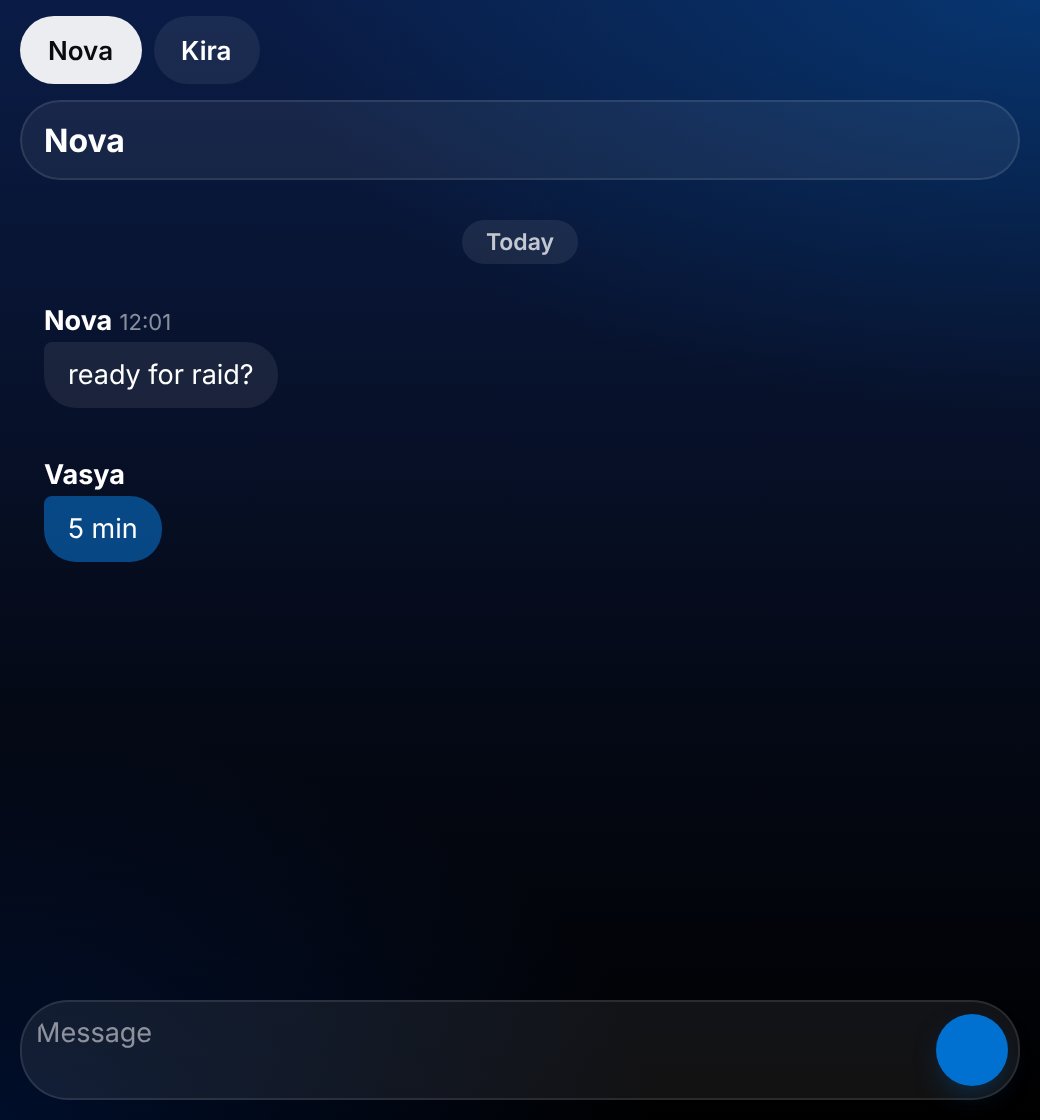 Nova Kira
Nova
Today
Nova 12:01
ready for raid?
Vasya
5 min
Message